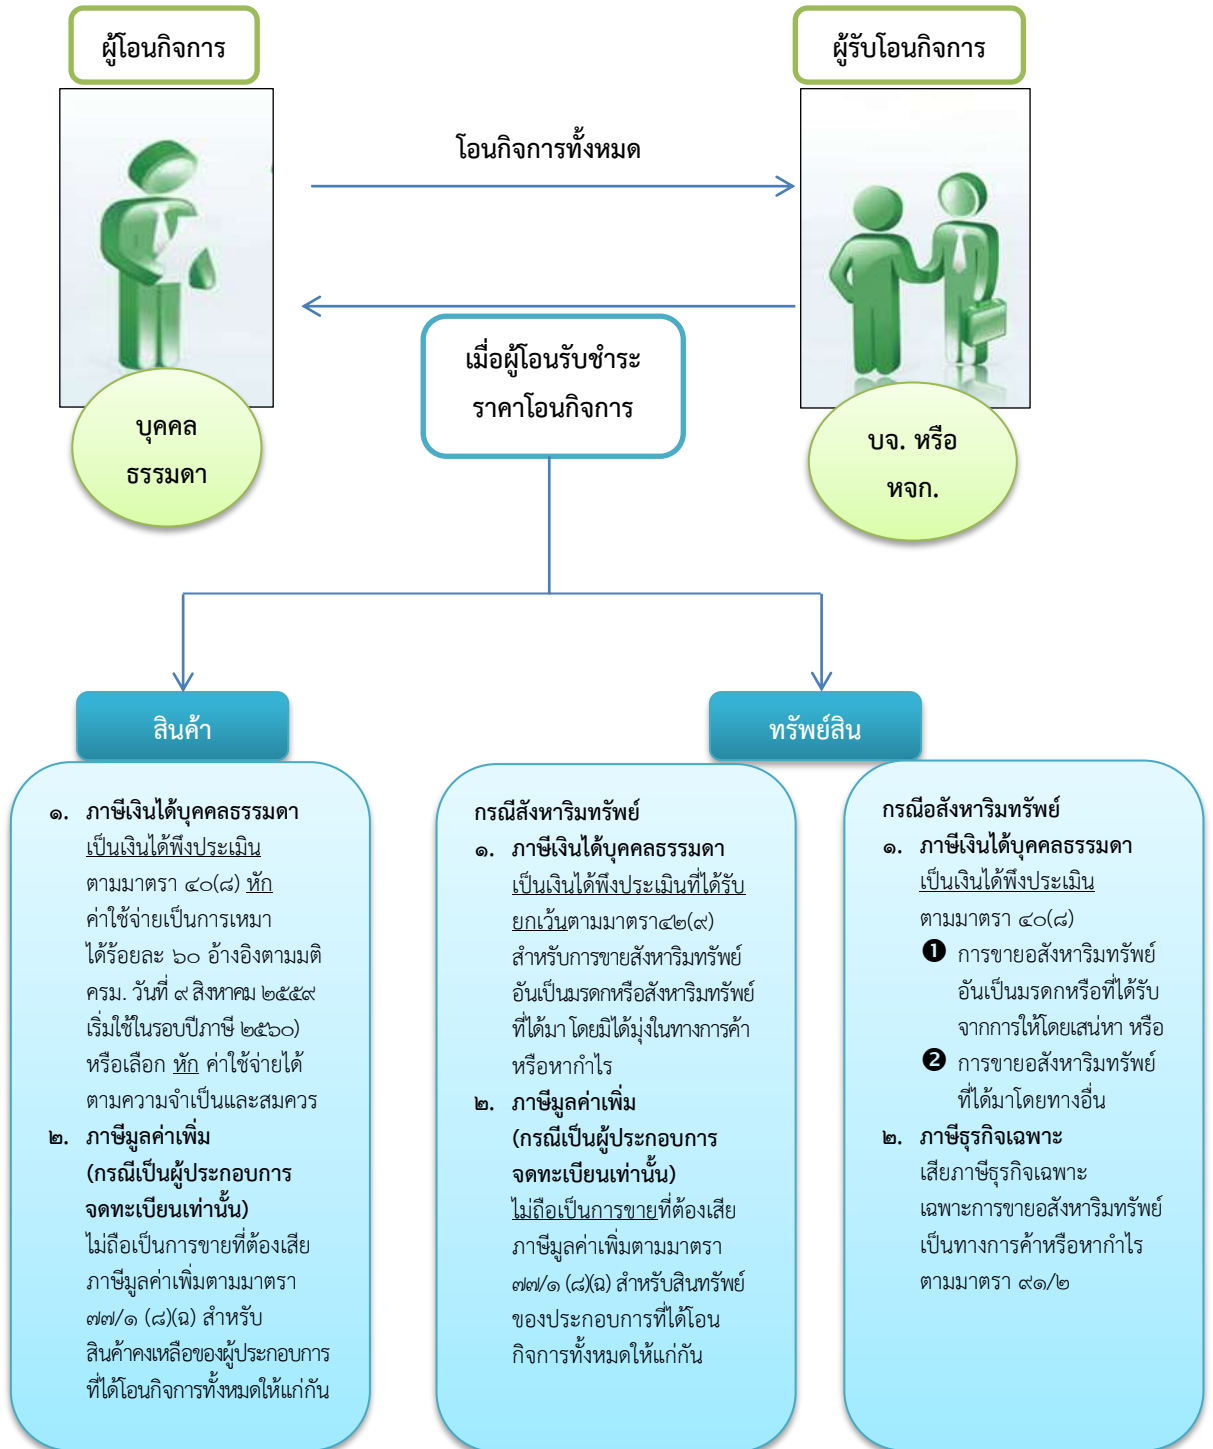 ผู้โอนกิจการ
ผู้รับโอนกิจการ
โอนกิจการทั้งหมด
เมื่อผู้โอนรับชำระ
ราคาโอนกิจการ
บุคคล
ธรรมดา
บจ. หรือ
หจก.
สินค้า
ทรัพย์สิน
๑. ภาษีเงินได้บุคคลธรรมดา
เป็นเงินได้พึงประเมิน
ตามมาตรา ๔๐(๘) หัก
ค่าใช้จ่ายเป็นการเหมา
ได้ร้อยละ ๖๐ อ้างอิงตามมติ
ครม. วันที่ ๙ สิงหาคม ๒๕๕๙
เริ่มใช้ในรอบปีภาษี ๒๕๖๐)
หรือเลือก หัก ค่าใช้จ่ายได้
ตามความจำเป็นและสมควร
๒. ภาษีมูลค่าเพิ่ม
(กรณีเป็นผู้ประกอบการ
จดทะเบียนเท่านั้น)
ไม่ถือเป็นการขายที่ต้องเสีย
ภาษีมูลค่าเพิ่มตามมาตรา
๗๗/๑ (๘)(ฉ) สำหรับ
สินค้าคงเหลือของผู้ประกอบการ
ที่ได้โอนกิจการทั้งหมดให้แก่กัน
กรณีสังหาริมทรัพย์
๑. ภาษีเงินได้บุคคลธรรมดา
เป็นเงินได้พึงประเมินที่ได้รับ
ยกเว้นตามมาตรา๔๒(๙)
สำหรับการขายสังหาริมทรัพย์
อันเป็นมรดกหรือสังหาริมทรัพย์
ที่ได้มา โดยมิได้มุ่งในทางการค้า
หรือหากำไร
๒. ภาษีมูลค่าเพิ่ม
(กรณีเป็นผู้ประกอบการ
จดทะเบียนเท่านั้น)
ไม่ถือเป็นการขายที่ต้องเสีย
ภาษีมูลค่าเพิ่มตามมาตรา
๗๗/๑ (๘)(ฉ) สำหรับสินทรัพย์
ของประกอบการที่ได้โอน
กิจการทั้งหมดให้แก่กัน
กรณีอสังหาริมทรัพย์
๑. ภาษีเงินได้บุคคลธรรมดา
เป็นเงินได้พึงประเมิน
ตามมาตรา ๔๐(๘)
❶ การขายอสังหาริมทรัพย์
อันเป็นมรดกหรือที่ได้รับ
จากการให้โดยเสน่หา หรือ
❷ การขายอสังหาริมทรัพย์
ที่ได้มาโดยทางอื่น
๒. ภาษีธุรกิจเฉพาะ
เสียภาษีธุรกิจเฉพาะ
เฉพาะการขายอสังหาริมทรัพย์
เป็นทางการค้าหรือหากำไร
ตามมาตรา ๙๑/๒